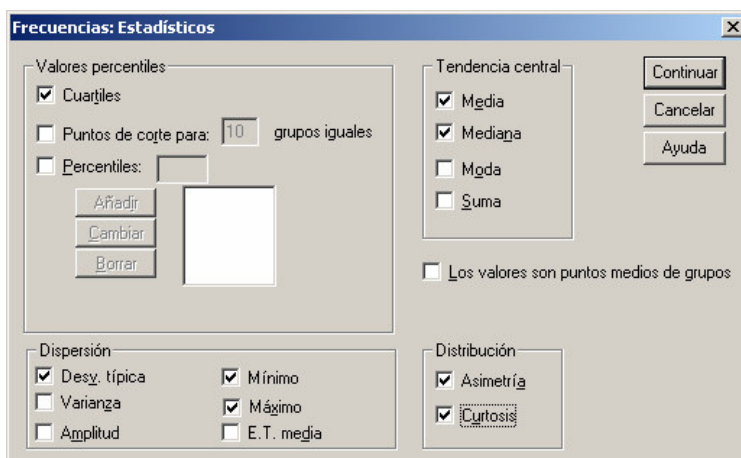 Frecuencias: Estadísticos
Valores percentiles
Cuartiles
Puntos de corte para: 10 grupos iguales
Percentiles:
Añadir
Cambiar
Borrar
Tendencia central
Media
Mediana
Moda
Suma
Continuar
Cancelar
Ayuda
Los valores son puntos medios de grupos
Dispersión
Desv. típica
Mínimo
Varianza
Máximo
Amplitud
E.T. media
Distribución
Asimetría
Curtosis